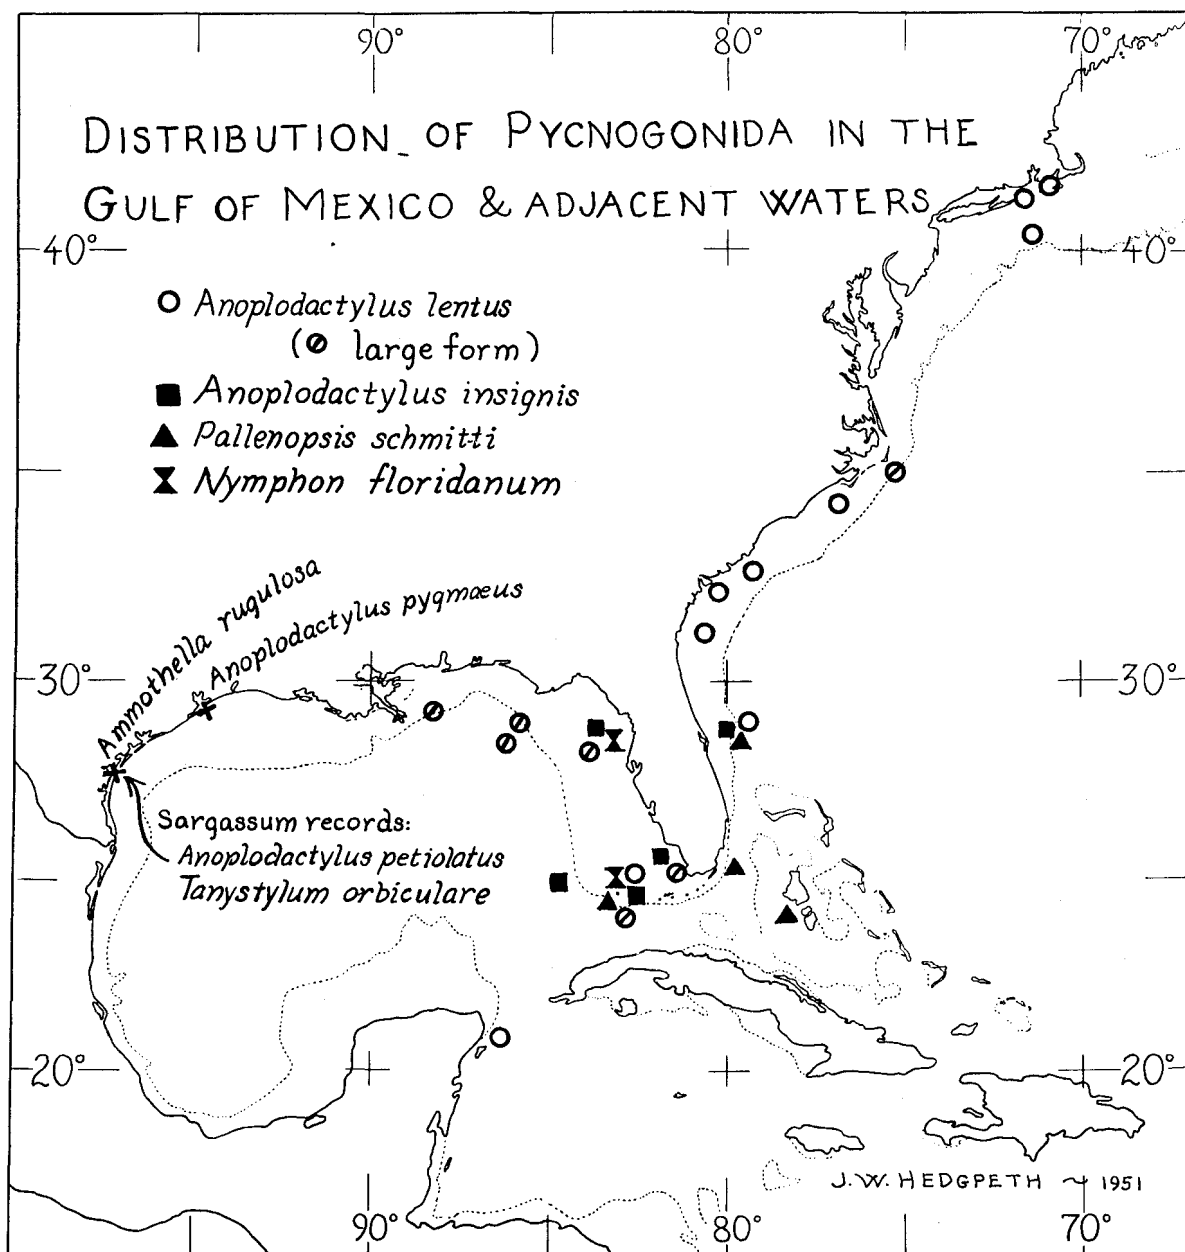 90° 80° 70°
DISTRIBUTION OF PYCNOGONIDA IN THE
GULF OF MEXICO & ADJACENT WATERS
40° 40°
Anoplodactylus lentus
( large form )
Anoplodactylus insignis
Pallenopsis schmitti
Nymphon floridanum
Ammothella rugulosa
Anoplodactylus pygmaeus
30° 30°
Sargassum records:
Anoplodactylus petiolatus
Tanystylum orbiculare
20° 20°
J.W. HEDGPETH ~ 1951
90° 80° 70°